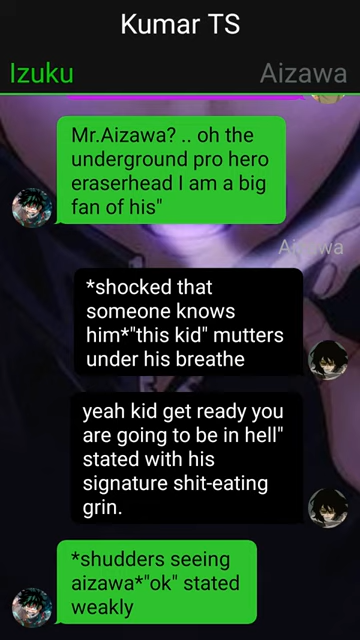 Kumar TS
Izuku
Aizawa
Mr.Aizawa? .. oh the
underground pro hero
eraserhead I am a big
fan of his"
Aizawa
*shocked that
someone knows
him*"this kid" mutters
under his breathe
yeah kid get ready you
are going to be in hell"
stated with his
signature shit-eating
grin.
*shudders seeing
aizawa*"ok" stated
weakly